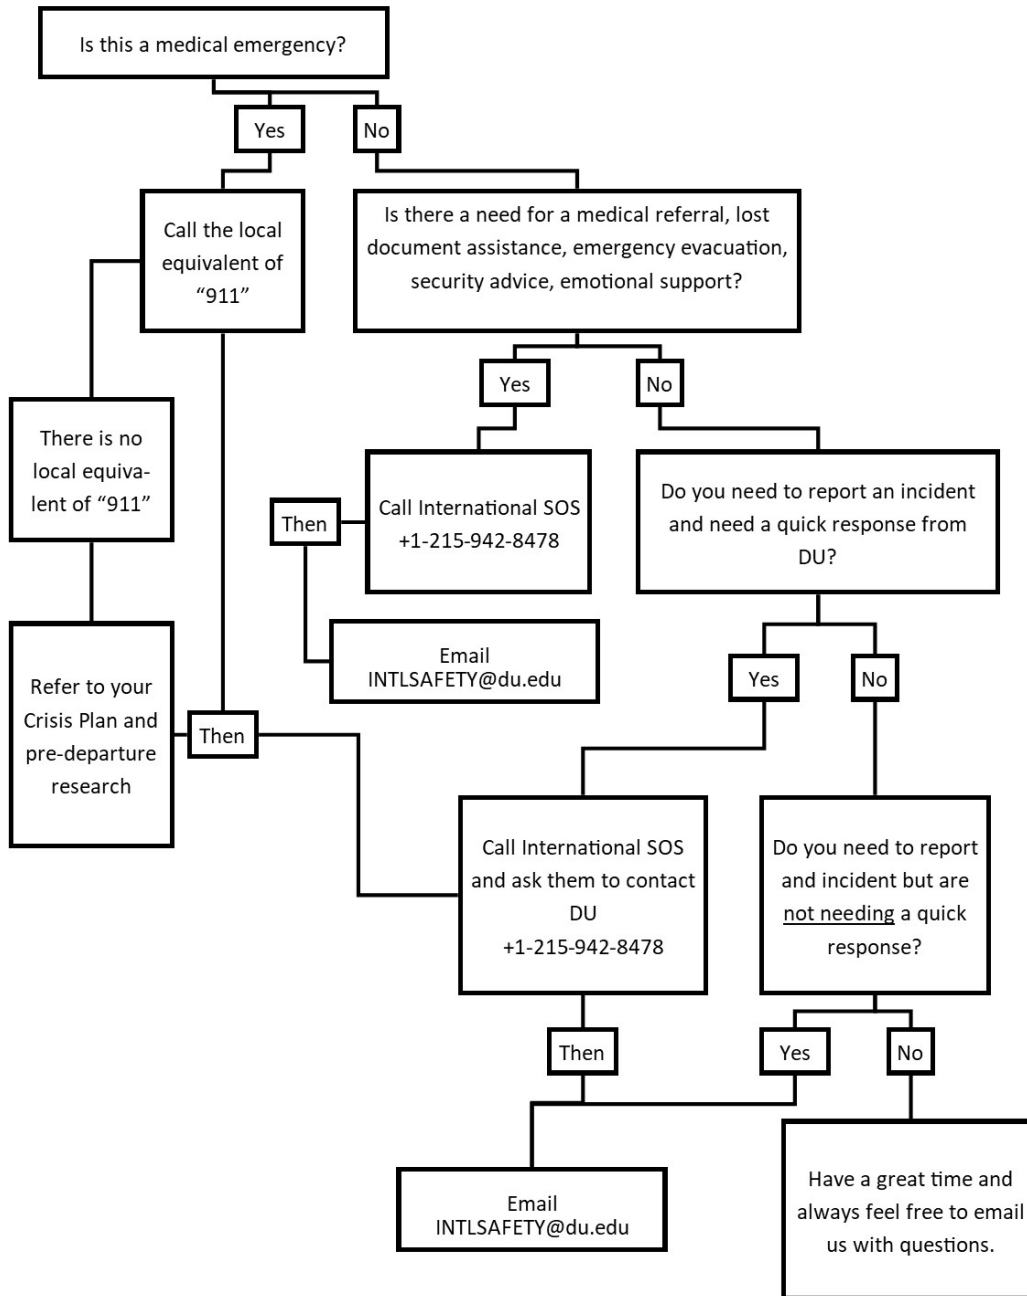 Is this a medical emergency?
Yes
No
Call the local
equivalent of
“911”
Is there a need for a medical referral, lost
document assistance, emergency evacuation,
security advice, emotional support?
Yes
No
There is no
local equiva-
lent of “911”
Then
Call International SOS
+1-215-942-8478
Do you need to report an incident
and need a quick response from
DU?
Email
INTLSAFETY@du.edu
Yes
No
Refer to your
Crisis Plan and
pre-departure
research
Then
Call International SOS
and ask them to contact
DU
+1-215-942-8478
Do you need to report
and incident but are
not needing a quick
response?
Then
Yes
No
Email
INTLSAFETY@du.edu
Have a great time and
always feel free to email
us with questions.